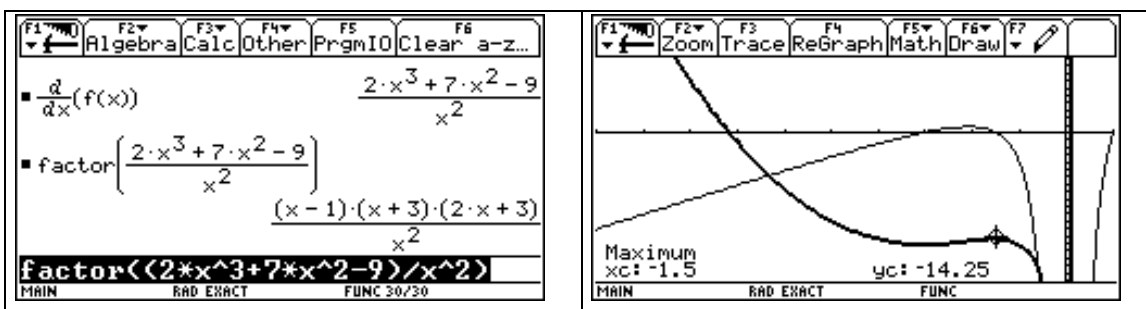 F1 F2 F3 F4 F5 F6
Algebra Calc Other PrgmIO Clear a-z…
d/dx(f(x))    (2·x^3 + 7·x^2 - 9)/x^2
factor((2·x^3 + 7·x^2 - 9)/x^2)
((x - 1)·(x + 3)·(2·x + 3))/x^2
factor((2*x^3+7*x^2-9)/x^2)
MAIN RAD EXACT FUNC 30/30
F1 F2 F3 F4 F5 F6 F7
Zoom Trace ReGraph Math Draw
Maximum
xc: -1.5 yc: -14.25
MAIN RAD EXACT FUNC